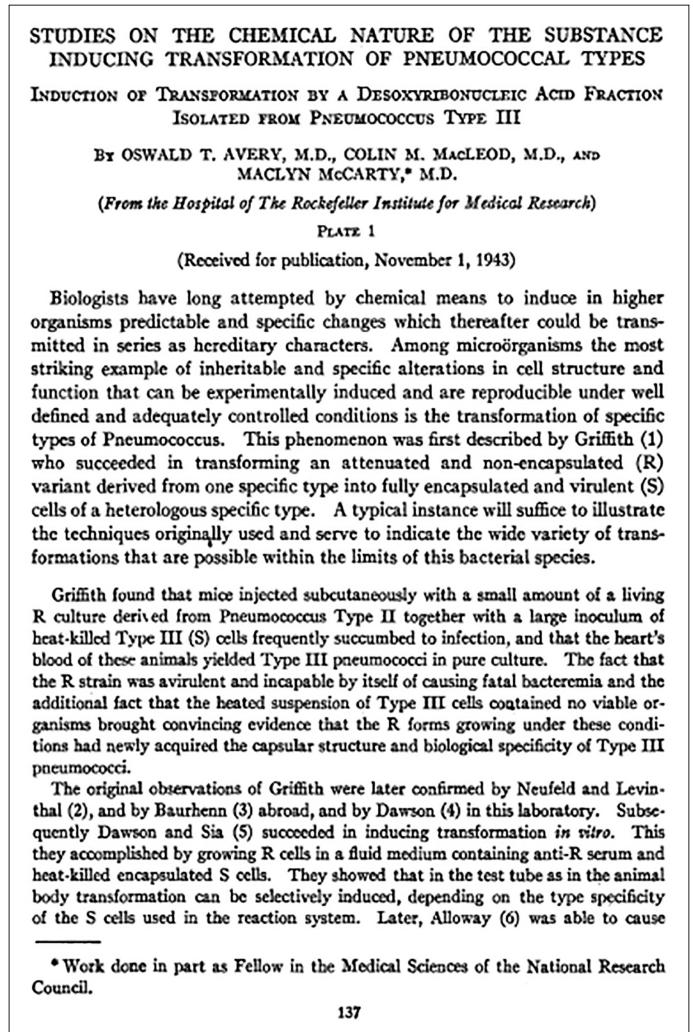 STUDIES ON THE CHEMICAL NATURE OF THE SUBSTANCE
INDUCING TRANSFORMATION OF PNEUMOCOCCAL TYPES
INDUCTION OF TRANSFORMATION BY A DESOXYRIBONUCLEIC ACID FRACTION
ISOLATED FROM PNEUMOCOCCUS TYPE III
BY OSWALD T. AVERY, M.D., COLIN M. MACLEOD, M.D., AND
MACLYN McCARTY,* M.D.
(From the Hospital of The Rockefeller Institute for Medical Research)
PLATE 1
(Received for publication, November 1, 1943)
Biologists have long attempted by chemical means to induce in higher
organisms predictable and specific changes which thereafter could be trans-
mitted in series as hereditary characters. Among microörganisms the most
striking example of inheritable and specific alterations in cell structure and
function that can be experimentally induced and are reproducible under well
defined and adequately controlled conditions is the transformation of specific
types of Pneumococcus. This phenomenon was first described by Griffith (1)
who succeeded in transforming an attenuated and non-encapsulated (R)
variant derived from one specific type into fully encapsulated and virulent (S)
cells of a heterologous specific type. A typical instance will suffice to illustrate
the techniques originally used and serve to indicate the wide variety of trans-
formations that are possible within the limits of this bacterial species.
Griffith found that mice injected subcutaneously with a small amount of a living
R culture derived from Pneumococcus Type II together with a large inoculum of
heat-killed Type III (S) cells frequently succumbed to infection, and that the heart's
blood of these animals yielded Type III pneumococci in pure culture. The fact that
the R strain was avirulent and incapable by itself of causing fatal bacteremia and the
additional fact that the heated suspension of Type III cells contained no viable or-
ganisms brought convincing evidence that the R forms growing under these condi-
tions had newly acquired the capsular structure and biological specificity of Type III
pneumococci.
The original observations of Griffith were later confirmed by Neufeld and Levin-
thal (2), and by Baurhenn (3) abroad, and by Dawson (4) in this laboratory. Subse-
quently Dawson and Sia (5) succeeded in inducing transformation in vitro. This
they accomplished by growing R cells in a fluid medium containing anti-R serum and
heat-killed encapsulated S cells. They showed that in the test tube as in the animal
body transformation can be selectively induced, depending on the type specificity
of the S cells used in the reaction system. Later, Alloway (6) was able to cause
* Work done in part as Fellow in the Medical Sciences of the National Research
Council.
137